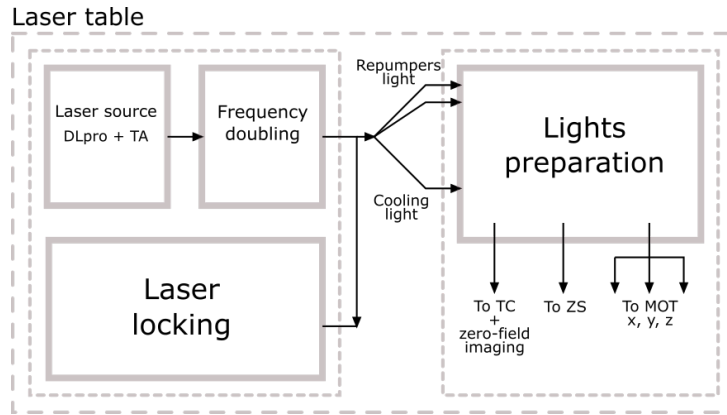 Laser table
Laser source
DLpro + TA
Frequency
doubling
Repumpers
light
Cooling
light
Lights
preparation
Laser
locking
To TC
+
zero-field
imaging
To ZS
To MOT
x, y, z